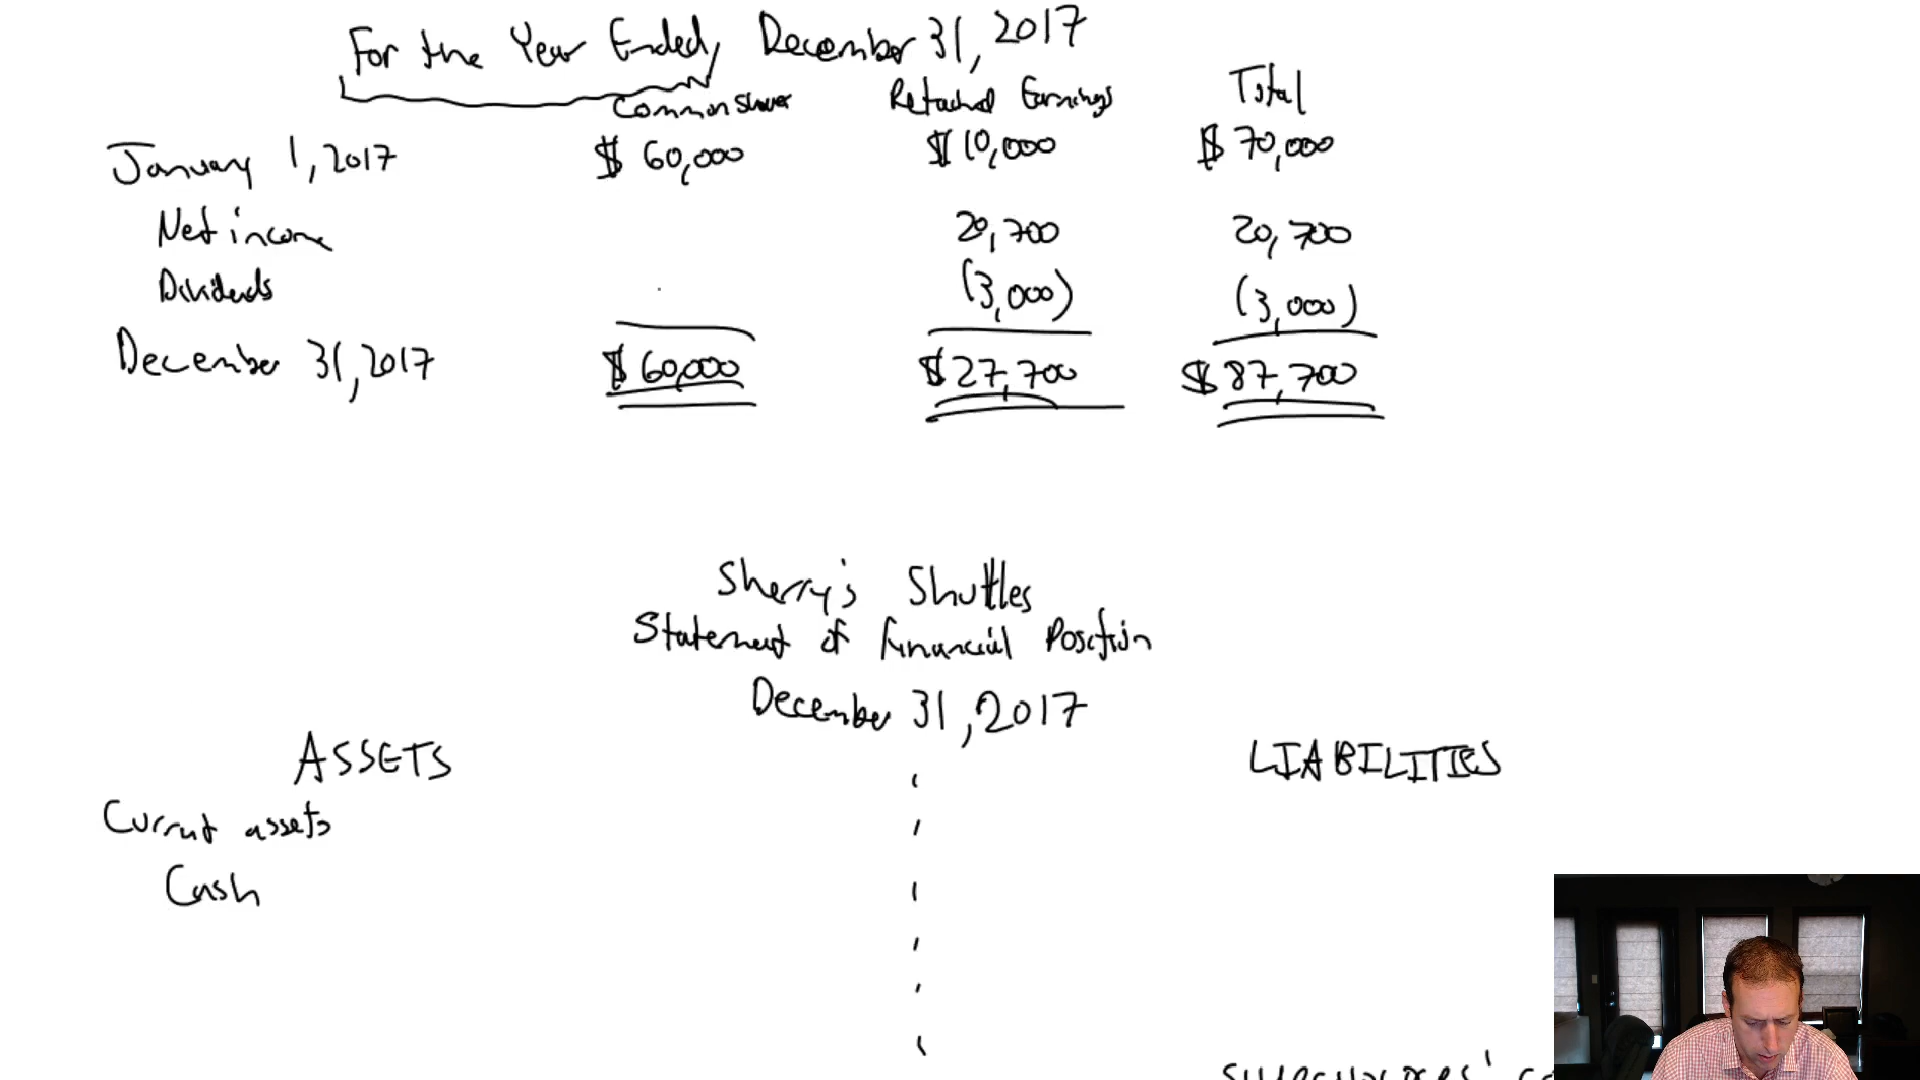 For the Year Ended, December 31, 2017
Common Shares Retained Earnings Total
January 1, 2017 $ 60,000 $ 10,000 $ 70,000
Net income 20,700 20,700
Dividends (3,000) (3,000)
December 31, 2017 $ 60,000 $ 27,700 $ 87,700
Sherry's Shuttles
Statement of Financial Position
December 31, 2017
ASSETS LIABILITIES
Current assets
Cash